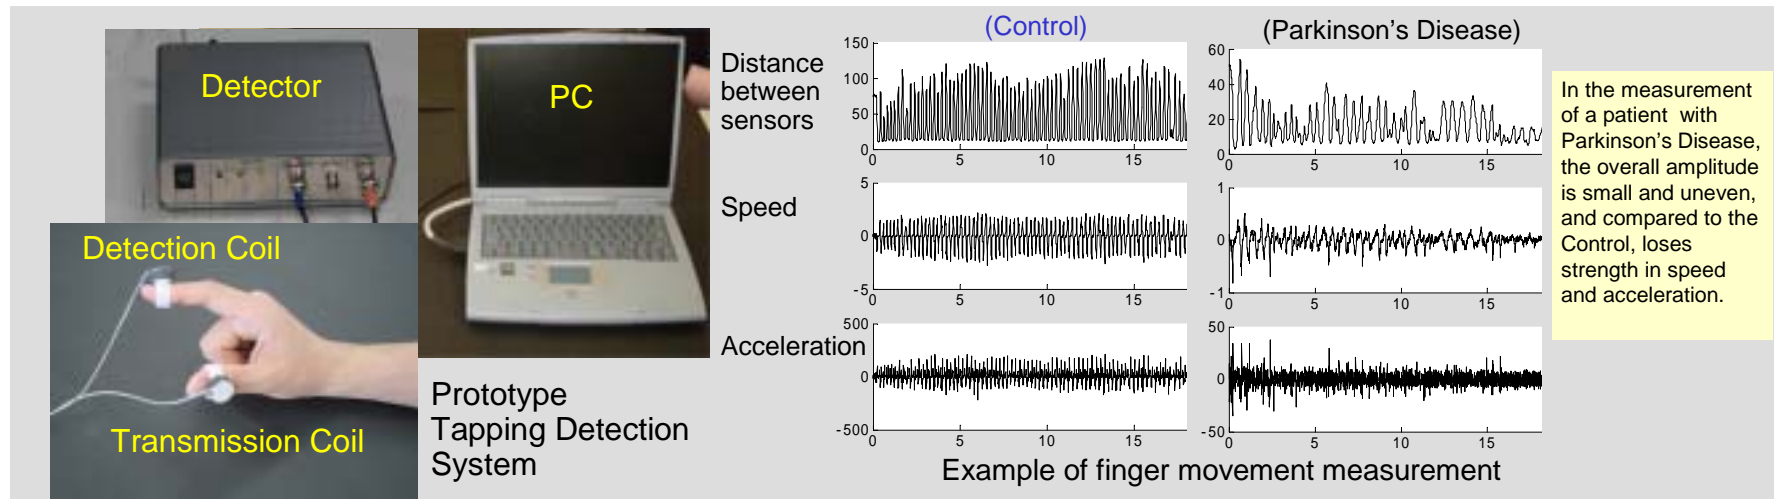 Detector
PC
Detection Coil
Transmission Coil
Prototype
Tapping Detection
System
(Control)
(Parkinson's Disease)
Distance
between
sensors
150
100
50
0
0
5
10
15
60
40
20
0
0
5
10
15
Speed
5
0
-5
0
5
10
15
1
0
-1
0
5
10
15
Acceleration
500
0
-500
0
5
10
15
50
0
-50
0
5
10
15
Example of finger movement measurement
In the measurement
of a patient with
Parkinson's Disease,
the overall amplitude
is small and uneven,
and compared to the
Control, loses
strength in speed
and acceleration.